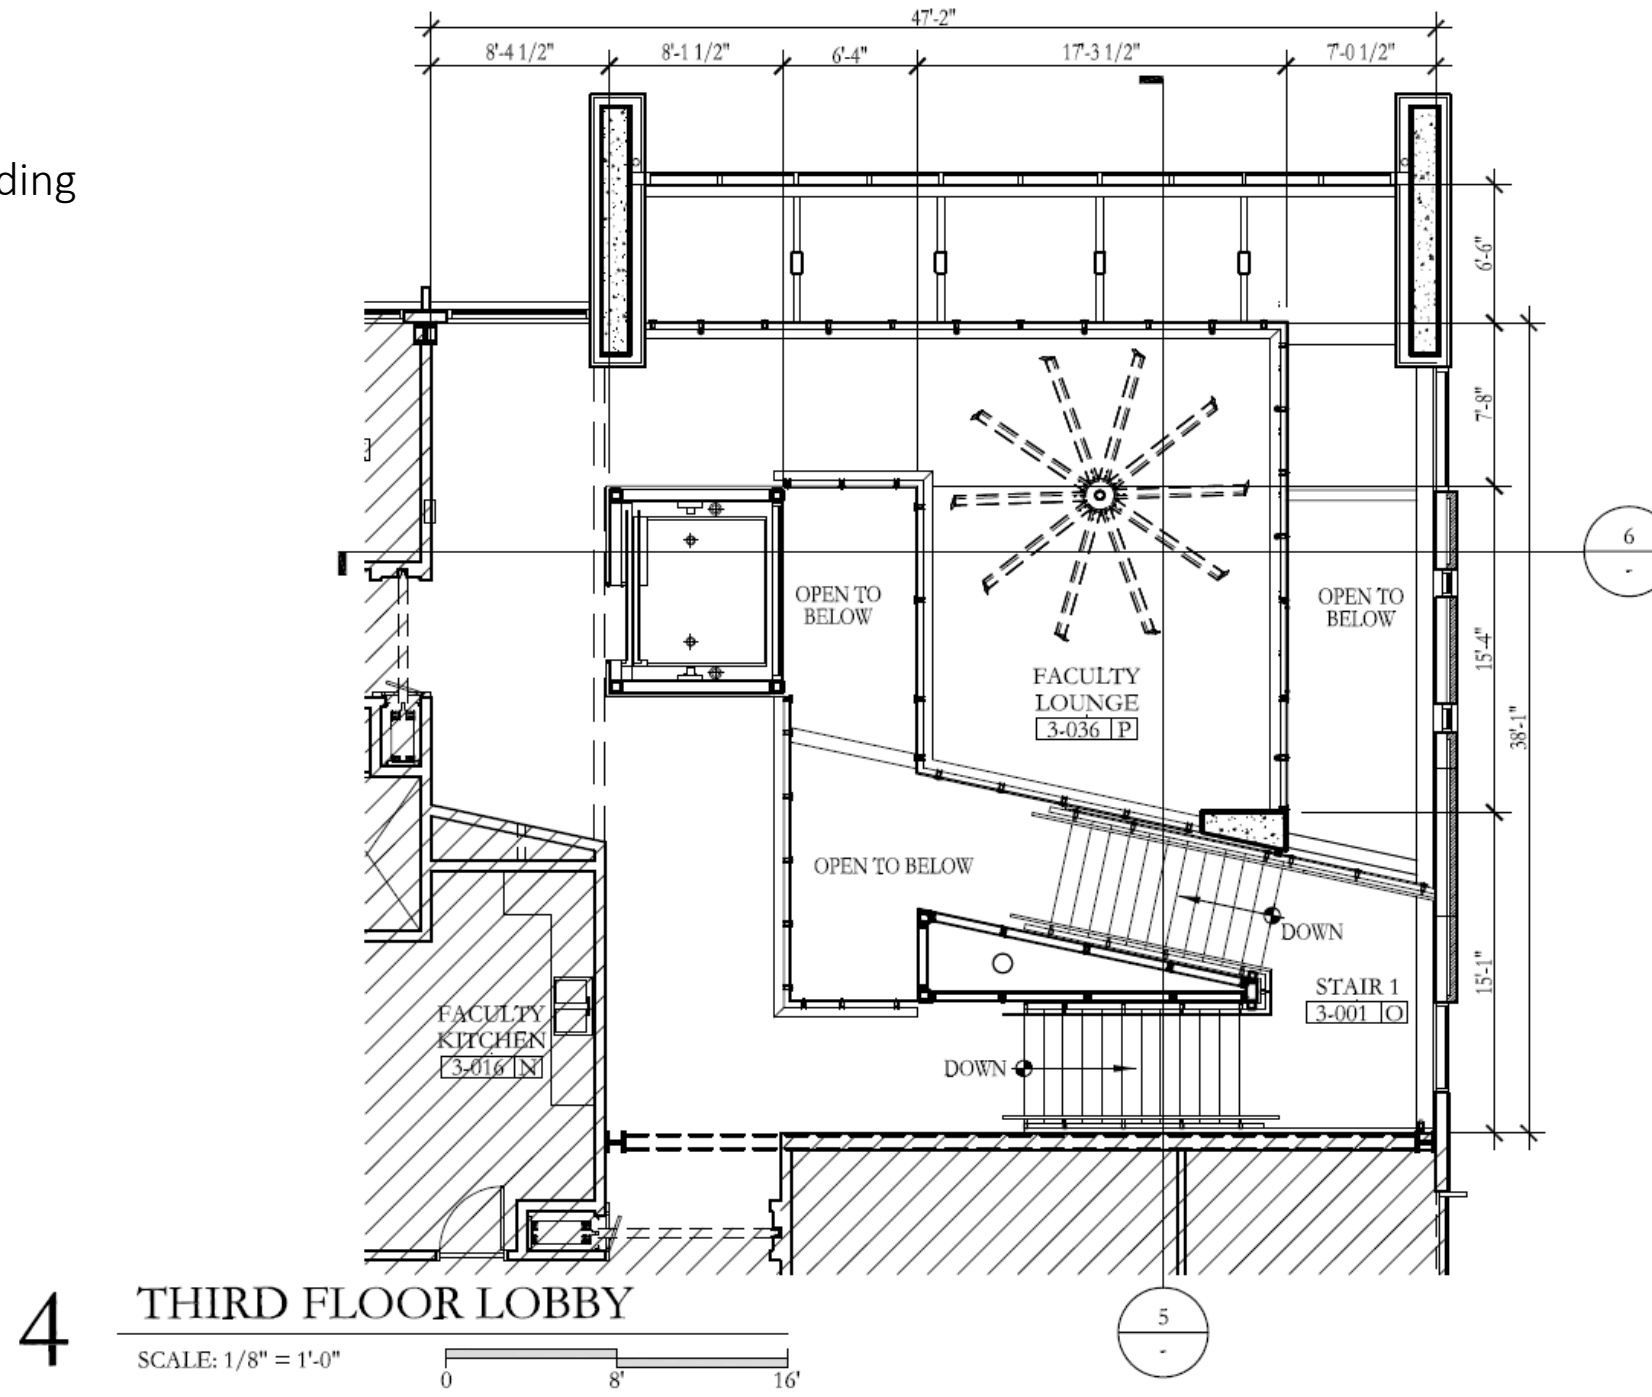 47'-2"
8'-4 1/2"
8'-1 1/2"
6'-4"
17'-3 1/2"
7'-0 1/2"
ding
6'-6"
7'-8"
15'-4"
38'-1"
15'-1"
6
-
OPEN TO
BELOW
OPEN TO
BELOW
FACULTY
LOUNGE
3-036 P
OPEN TO BELOW
DOWN
STAIR 1
3-001 O
FACULTY
KITCHEN
3-016 N
DOWN
5
-
4
THIRD FLOOR LOBBY
SCALE: 1/8" = 1'-0"
0 8' 16'